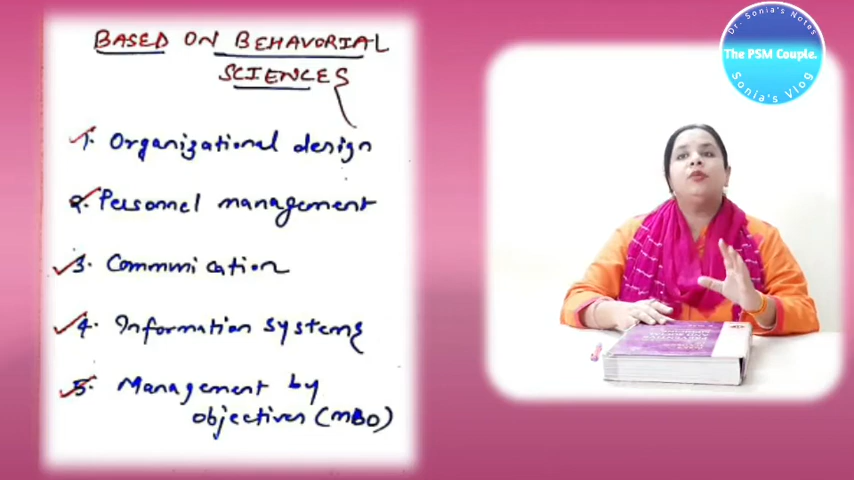 BASED ON BEHAVORIAL
SCIENCES
1. Organizational design
2. Personnel management
3. Communication
4. Information systems
5. Management by
objectives (MBO)
Dr. Sonia's Notes
The PSM Couple.
Sonia's Vlog